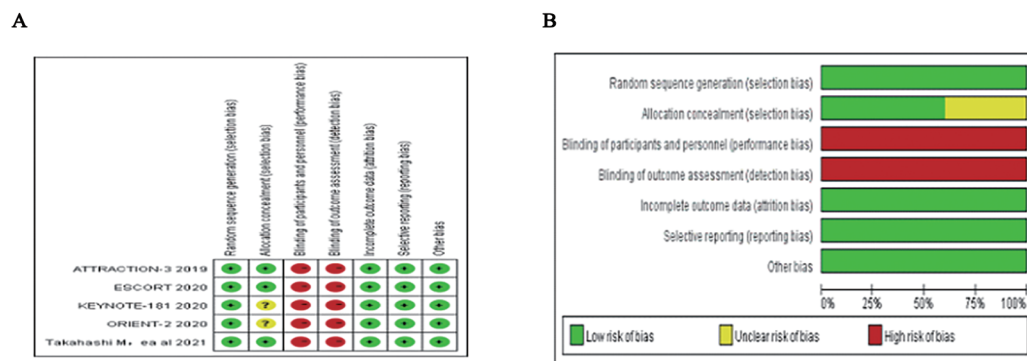 A
Random sequence generation (selection bias)
Allocation concealment (selection bias)
Blinding of participants and personnel (performance bias)
Blinding of outcome assessment (detection bias)
Incomplete outcome data (attrition bias)
Selective reporting (reporting bias)
Other bias
ATTRACTION-3 2019 + + - - + + +
ESCORT 2020 + + - - + + +
KEYNOTE-181 2020 + ? - - + + +
ORIENT-2 2020 + ? - - + + +
Takahashi M, ea al 2021 + + - - + + +
B
Random sequence generation (selection bias)
Allocation concealment (selection bias)
Blinding of participants and personnel (performance bias)
Blinding of outcome assessment (detection bias)
Incomplete outcome data (attrition bias)
Selective reporting (reporting bias)
Other bias
0% 25% 50% 75% 100%
Low risk of bias Unclear risk of bias High risk of bias